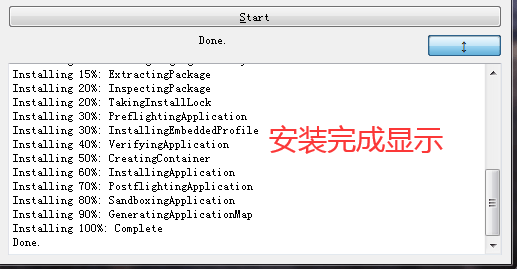 Start
Done.
Installing 15%: ExtractingPackage
Installing 20%: InspectingPackage
Installing 20%: TakingInstallLock
Installing 30%: PreflightingApplication
Installing 30%: InstallingEmbeddedProfile
Installing 40%: VerifyingApplication
安装完成显示
Installing 50%: CreatingContainer
Installing 60%: InstallingApplication
Installing 70%: PostflightingApplication
Installing 80%: SandboxingApplication
Installing 90%: GeneratingApplicationMap
Installing 100%: Complete
Done.